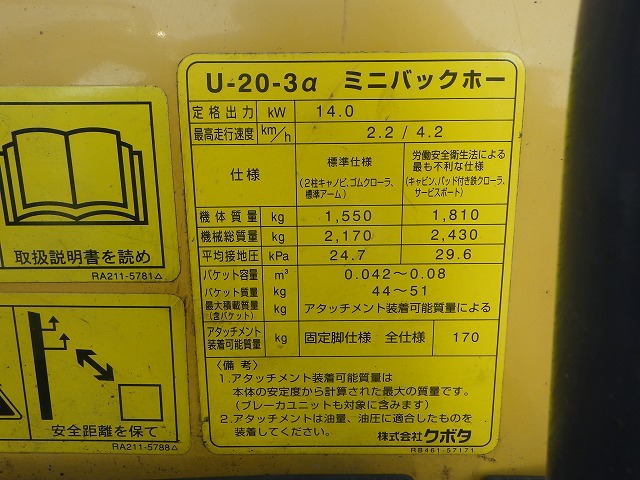 U-20-3α ミニバックホー
定格出力 kW 14.0
最高走行速度 km/h 2.2 / 4.2
仕様
標準仕様
(2柱キャノピ、ゴムクローラ、
標準アーム)
労働安全衛生法による
最も不利な仕様
(キャビン、パッド付き鉄クローラ、
サービスポート)
機体質量 kg 1,550 1,810
機械総質量 kg 2,170 2,430
平均接地圧 kPa 24.7 29.6
バケット容量 m³ 0.042〜0.08
バケット質量 kg 44〜51
最大積載質量
(含バケット) kg アタッチメント装着可能質量による
アタッチメント
装着可能質量 kg 固定脚仕様 全仕様 170
〈備考〉
1.アタッチメント装着可能質量は
本体の安定度から計算された最大の質量です。
(ブレーカユニットも対象に含みます)
2.アタッチメントは油量、油圧に適合したものを
装着してください。
株式会社クボタ
RB461-57171
取扱説明書を読め
RA211-5781△
安全距離を保て
RA211-5788△